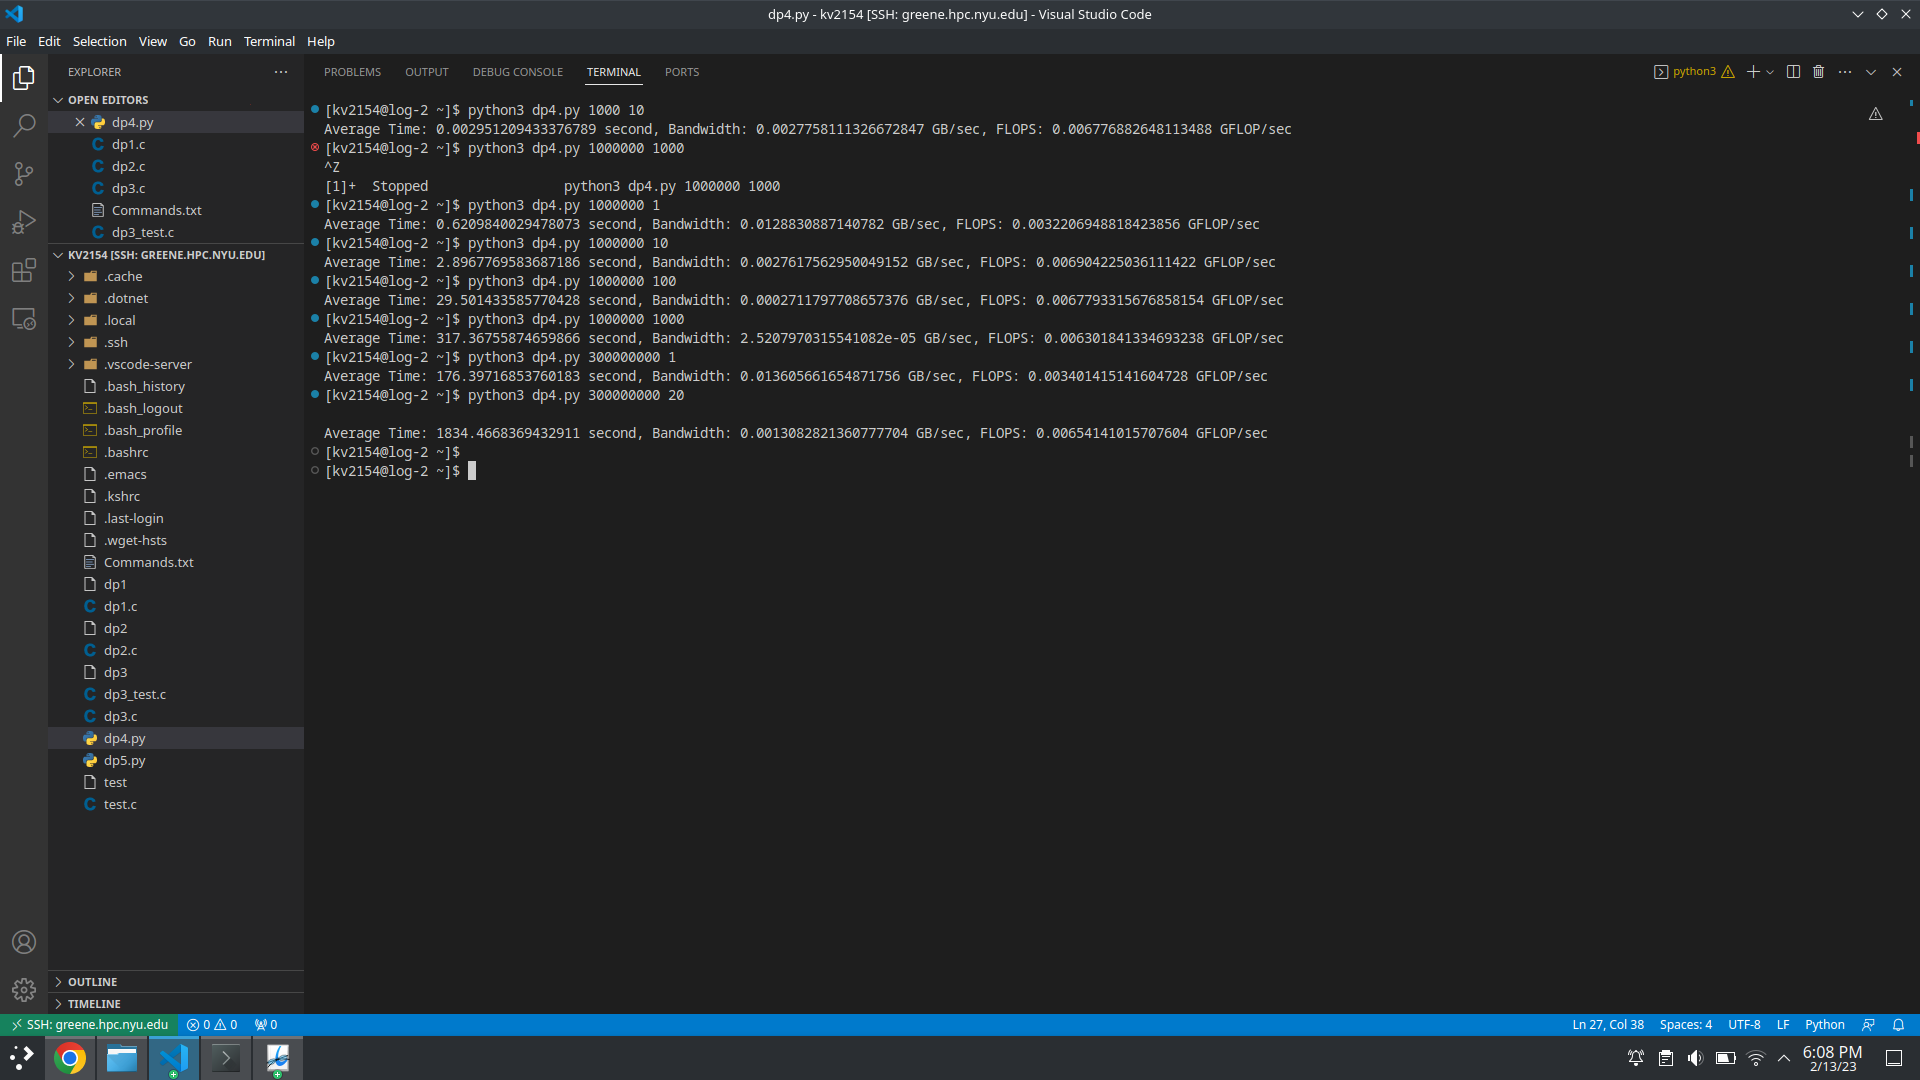 dp4.py - kv2154 [SSH: greene.hpc.nyu.edu] - Visual Studio Code
File Edit Selection View Go Run Terminal Help
EXPLORER
OPEN EDITORS
dp4.py
dp1.c
dp2.c
dp3.c
Commands.txt
dp3_test.c
KV2154 [SSH: GREENE.HPC.NYU.EDU]
.cache
.dotnet
.local
.ssh
.vscode-server
.bash_history
.bash_logout
.bash_profile
.bashrc
.emacs
.kshrc
.last-login
.wget-hsts
Commands.txt
dp1
dp1.c
dp2
dp2.c
dp3
dp3_test.c
dp3.c
dp4.py
dp5.py
test
test.c
OUTLINE
TIMELINE
PROBLEMS OUTPUT DEBUG CONSOLE TERMINAL PORTS
python3
[kv2154@log-2 ~]$ python3 dp4.py 1000 10
Average Time: 0.002951209433376789 second, Bandwidth: 0.0027758111326672847 GB/sec, FLOPS: 0.006776882648113488 GFLOP/sec
[kv2154@log-2 ~]$ python3 dp4.py 1000000 1000
^Z
[1]+  Stopped                 python3 dp4.py 1000000 1000
[kv2154@log-2 ~]$ python3 dp4.py 1000000 1
Average Time: 0.6209840029478073 second, Bandwidth: 0.0128830887140782 GB/sec, FLOPS: 0.0032206948818423856 GFLOP/sec
[kv2154@log-2 ~]$ python3 dp4.py 1000000 10
Average Time: 2.8967769583687186 second, Bandwidth: 0.0027617562950049152 GB/sec, FLOPS: 0.006904225036111422 GFLOP/sec
[kv2154@log-2 ~]$ python3 dp4.py 1000000 100
Average Time: 29.501433585770428 second, Bandwidth: 0.0002711797708657376 GB/sec, FLOPS: 0.0067793315676858154 GFLOP/sec
[kv2154@log-2 ~]$ python3 dp4.py 1000000 1000
Average Time: 317.36755874659866 second, Bandwidth: 2.5207970315541082e-05 GB/sec, FLOPS: 0.006301841334693238 GFLOP/sec
[kv2154@log-2 ~]$ python3 dp4.py 300000000 1
Average Time: 176.39716853760183 second, Bandwidth: 0.013605661654871756 GB/sec, FLOPS: 0.003401415141604728 GFLOP/sec
[kv2154@log-2 ~]$ python3 dp4.py 300000000 20
Average Time: 1834.4668369432911 second, Bandwidth: 0.0013082821360777704 GB/sec, FLOPS: 0.00654141015707604 GFLOP/sec
[kv2154@log-2 ~]$
[kv2154@log-2 ~]$
SSH: greene.hpc.nyu.edu 0 0 0 Ln 27, Col 38 Spaces: 4 UTF-8 LF Python
6:08 PM
2/13/23